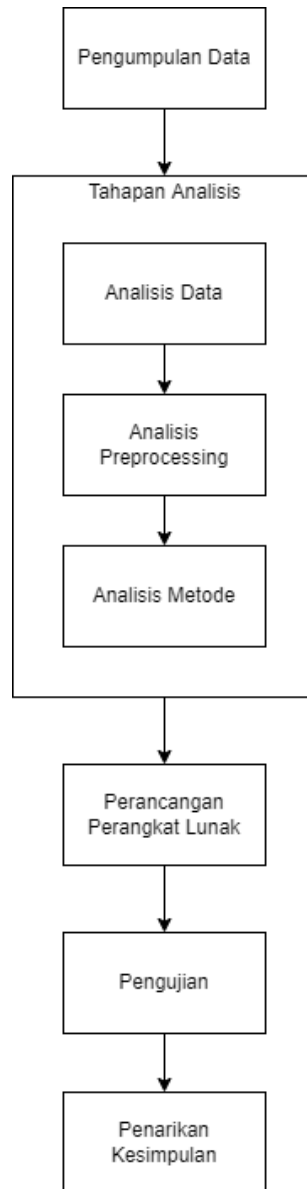 Pengumpulan Data
Tahapan Analisis
Analisis Data
Analisis
Preprocessing
Analisis Metode
Perancangan
Perangkat Lunak
Pengujian
Penarikan
Kesimpulan